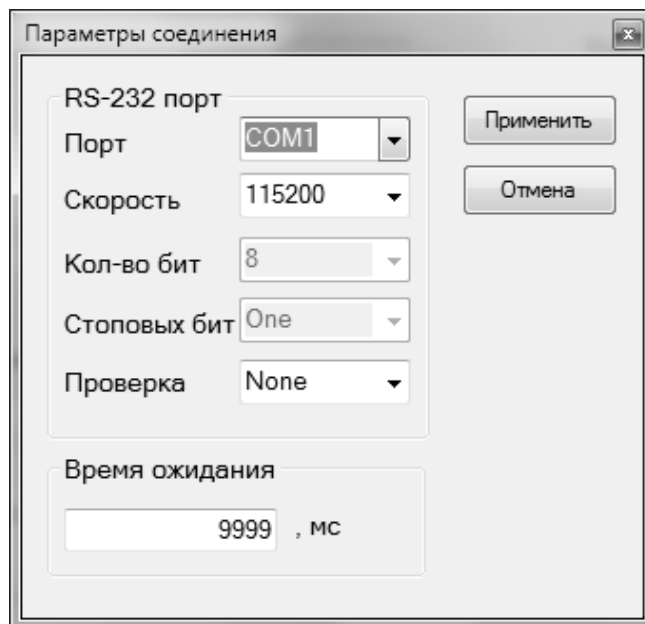 Параметры соединения
RS-232 порт
Порт COM1
Скорость 115200
Кол-во бит 8
Стоповых бит One
Проверка None
Время ожидания
9999 , мс
Применить
Отмена